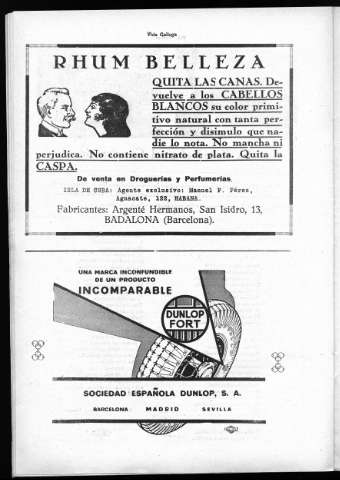 Vida Gallega
RHUM BELLEZA
QUITA LAS CANAS. De-
vuelve a los CABELLOS
BLANCOS su color primi-
tivo natural con tanta per-
fección y disimulo que na-
die lo nota. No mancha ni
perjudica. No contiene nitrato de plata. Quita la
CASPA.
De venta en Droguerías y Perfumerías.
ISLA DE CUBA: Agente exclusivo: Manuel P. Pérez,
Aguacate, 122, HABANA.
Fabricantes: Argenté Hermanos, San Isidro, 13,
BADALONA (Barcelona).
UNA MARCA INCONFUNDIBLE
DE UN PRODUCTO
INCOMPARABLE
DUNLOP
FORT
SOCIEDAD ESPAÑOLA DUNLOP, S. A.
BARCELONA MADRID SEVILLA